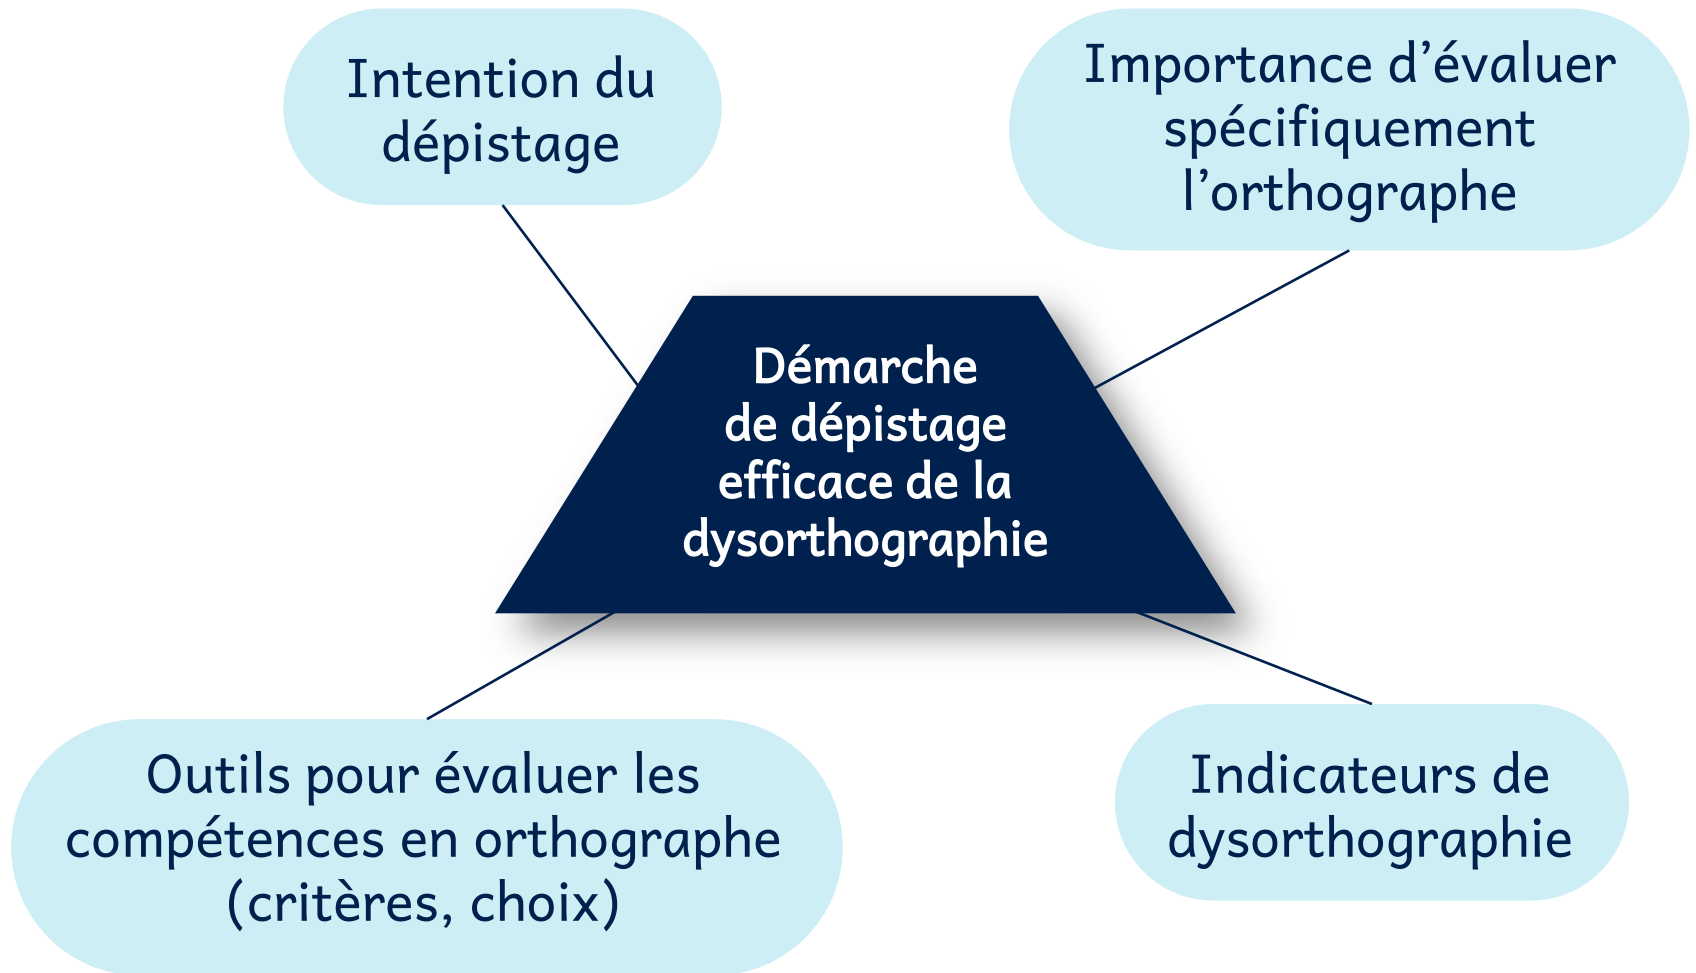 Intention du
dépistage
Importance d’évaluer
spécifiquement
l’orthographe
Démarche
de dépistage
efficace de la
dysorthographie
Outils pour évaluer les
compétences en orthographe
(critères, choix)
Indicateurs de
dysorthographie